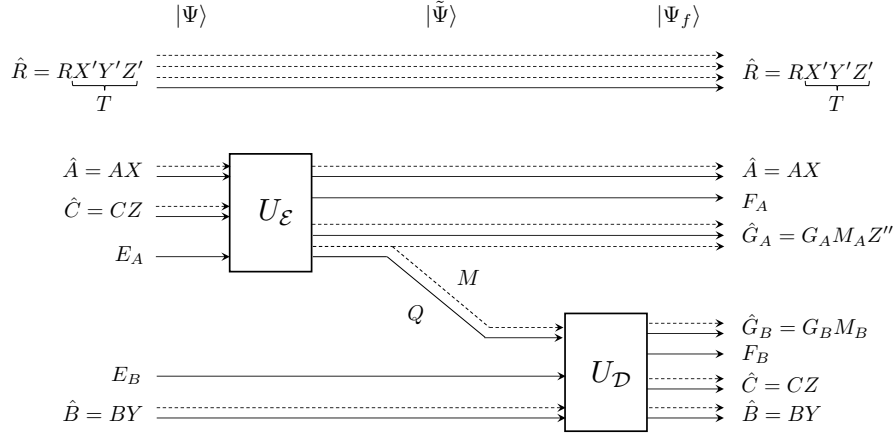 |Ψ⟩ |Ψ̃⟩ |Ψ_f⟩
R̂ = RX′Y′Z′ R̂ = RX′Y′Z′
T T
Â = AX Â = AX
F_A
Ĉ = CZ U_ℰ
Ĝ_A = G_A M_A Z″
E_A
M
Q
Ĝ_B = G_B M_B
F_B
E_B U_𝒟
Ĉ = CZ
B̂ = BY B̂ = BY